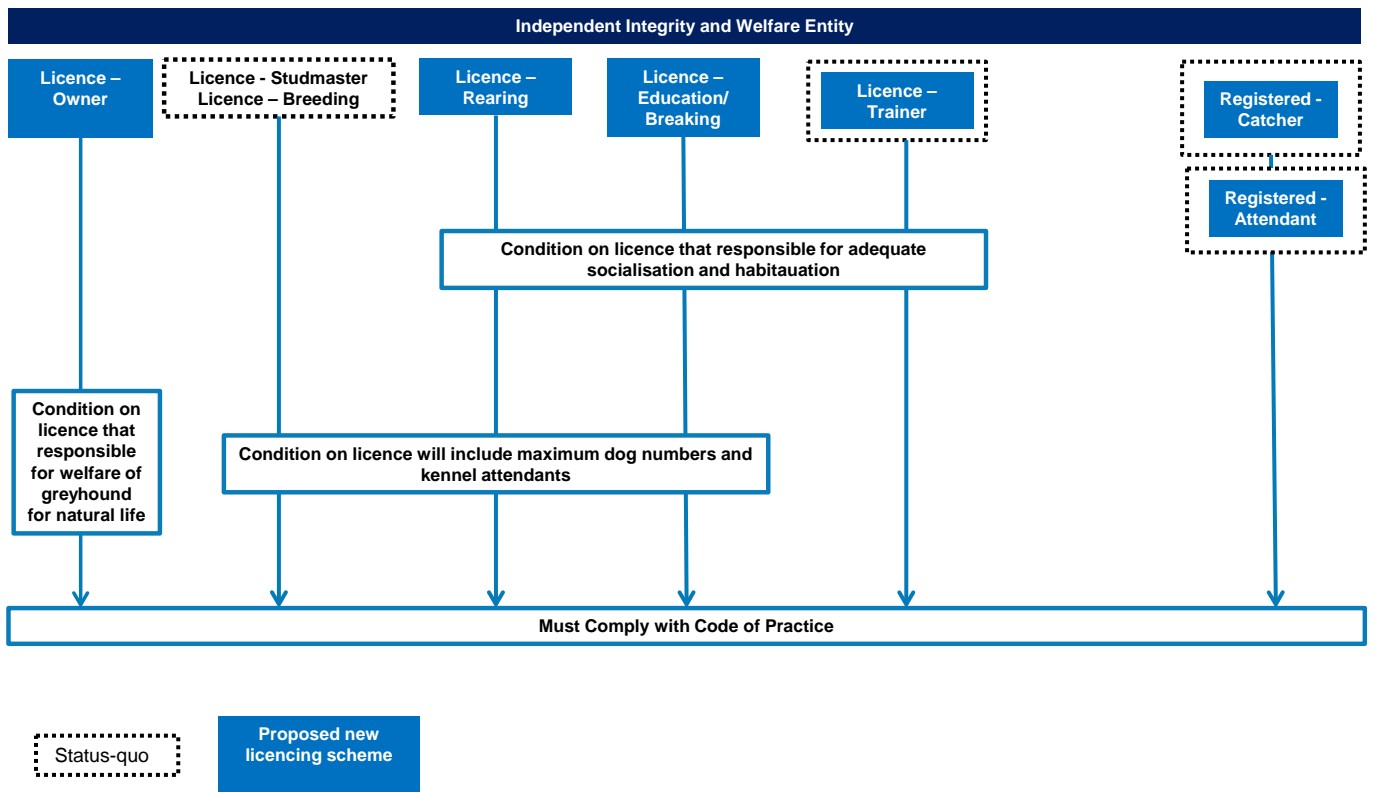 Independent Integrity and Welfare Entity
Licence –
Owner
Licence - Studmaster
Licence – Breeding
Licence –
Rearing
Licence –
Education/
Breaking
Licence –
Trainer
Registered -
Catcher
Registered -
Attendant
Condition on licence that responsible for adequate
socialisation and habitauation
Condition on
licence that
responsible
for welfare of
greyhound
for natural life
Condition on licence will include maximum dog numbers and
kennel attendants
Must Comply with Code of Practice
Status-quo
Proposed new
licencing scheme